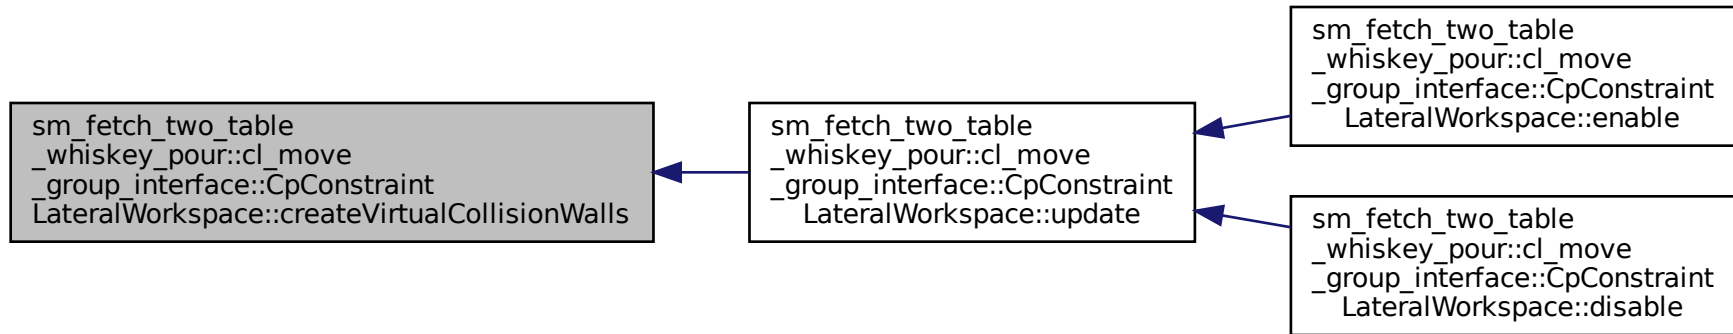 sm_fetch_two_table
_whiskey_pour::cl_move
_group_interface::CpConstraint
LateralWorkspace::createVirtualCollisionWalls
sm_fetch_two_table
_whiskey_pour::cl_move
_group_interface::CpConstraint
LateralWorkspace::update
sm_fetch_two_table
_whiskey_pour::cl_move
_group_interface::CpConstraint
LateralWorkspace::enable
sm_fetch_two_table
_whiskey_pour::cl_move
_group_interface::CpConstraint
LateralWorkspace::disable